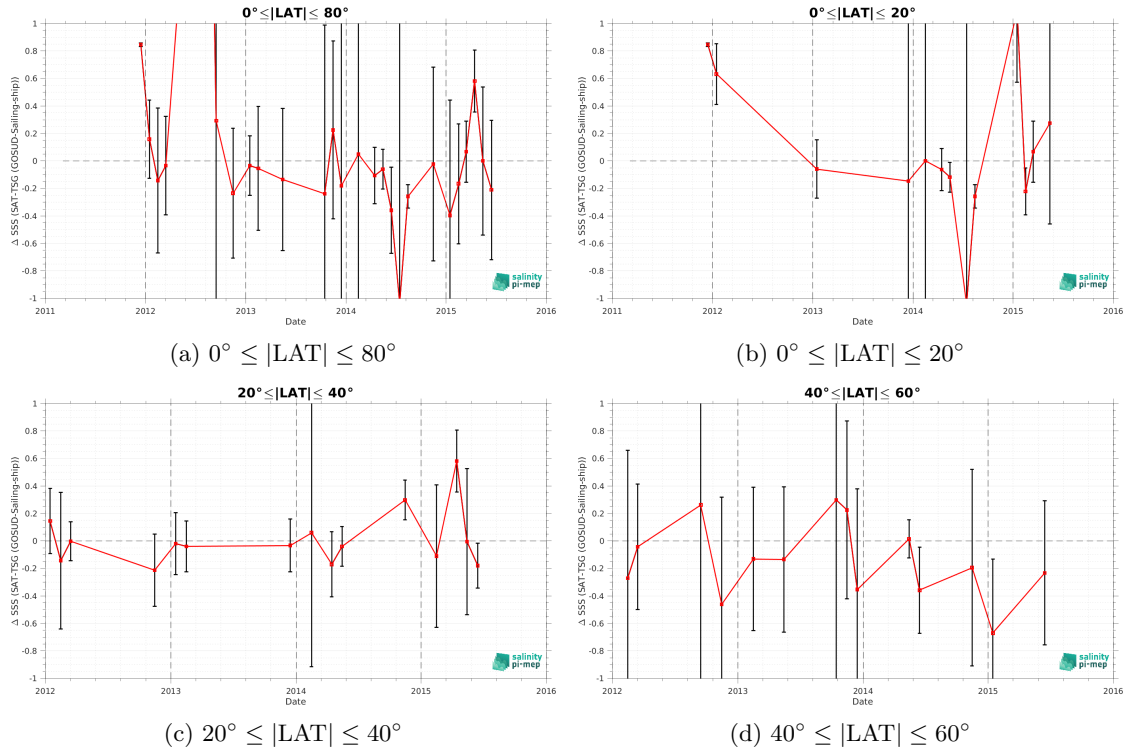 0°≤|LAT|≤ 80°
1
0.8
0.6
0.4
0.2
0
-0.2
-0.4
-0.6
-0.8
-1
Δ SSS (SAT-TSG (GOSUD-Sailing-ship))
2011 2012 2013 2014 2015 2016
Date
salinity
pi-mep
(a) 0° ≤ |LAT| ≤ 80°
0°≤|LAT|≤ 20°
1
0.8
0.6
0.4
0.2
0
-0.2
-0.4
-0.6
-0.8
-1
Δ SSS (SAT-TSG (GOSUD-Sailing-ship))
2011 2012 2013 2014 2015 2016
Date
salinity
pi-mep
(b) 0° ≤ |LAT| ≤ 20°
20°≤|LAT|≤ 40°
1
0.8
0.6
0.4
0.2
0
-0.2
-0.4
-0.6
-0.8
-1
Δ SSS (SAT-TSG (GOSUD-Sailing-ship))
2012 2013 2014 2015 2016
Date
salinity
pi-mep
(c) 20° ≤ |LAT| ≤ 40°
40°≤|LAT|≤ 60°
1
0.8
0.6
0.4
0.2
0
-0.2
-0.4
-0.6
-0.8
-1
Δ SSS (SAT-TSG (GOSUD-Sailing-ship))
2012 2013 2014 2015 2016
Date
salinity
pi-mep
(d) 40° ≤ |LAT| ≤ 60°